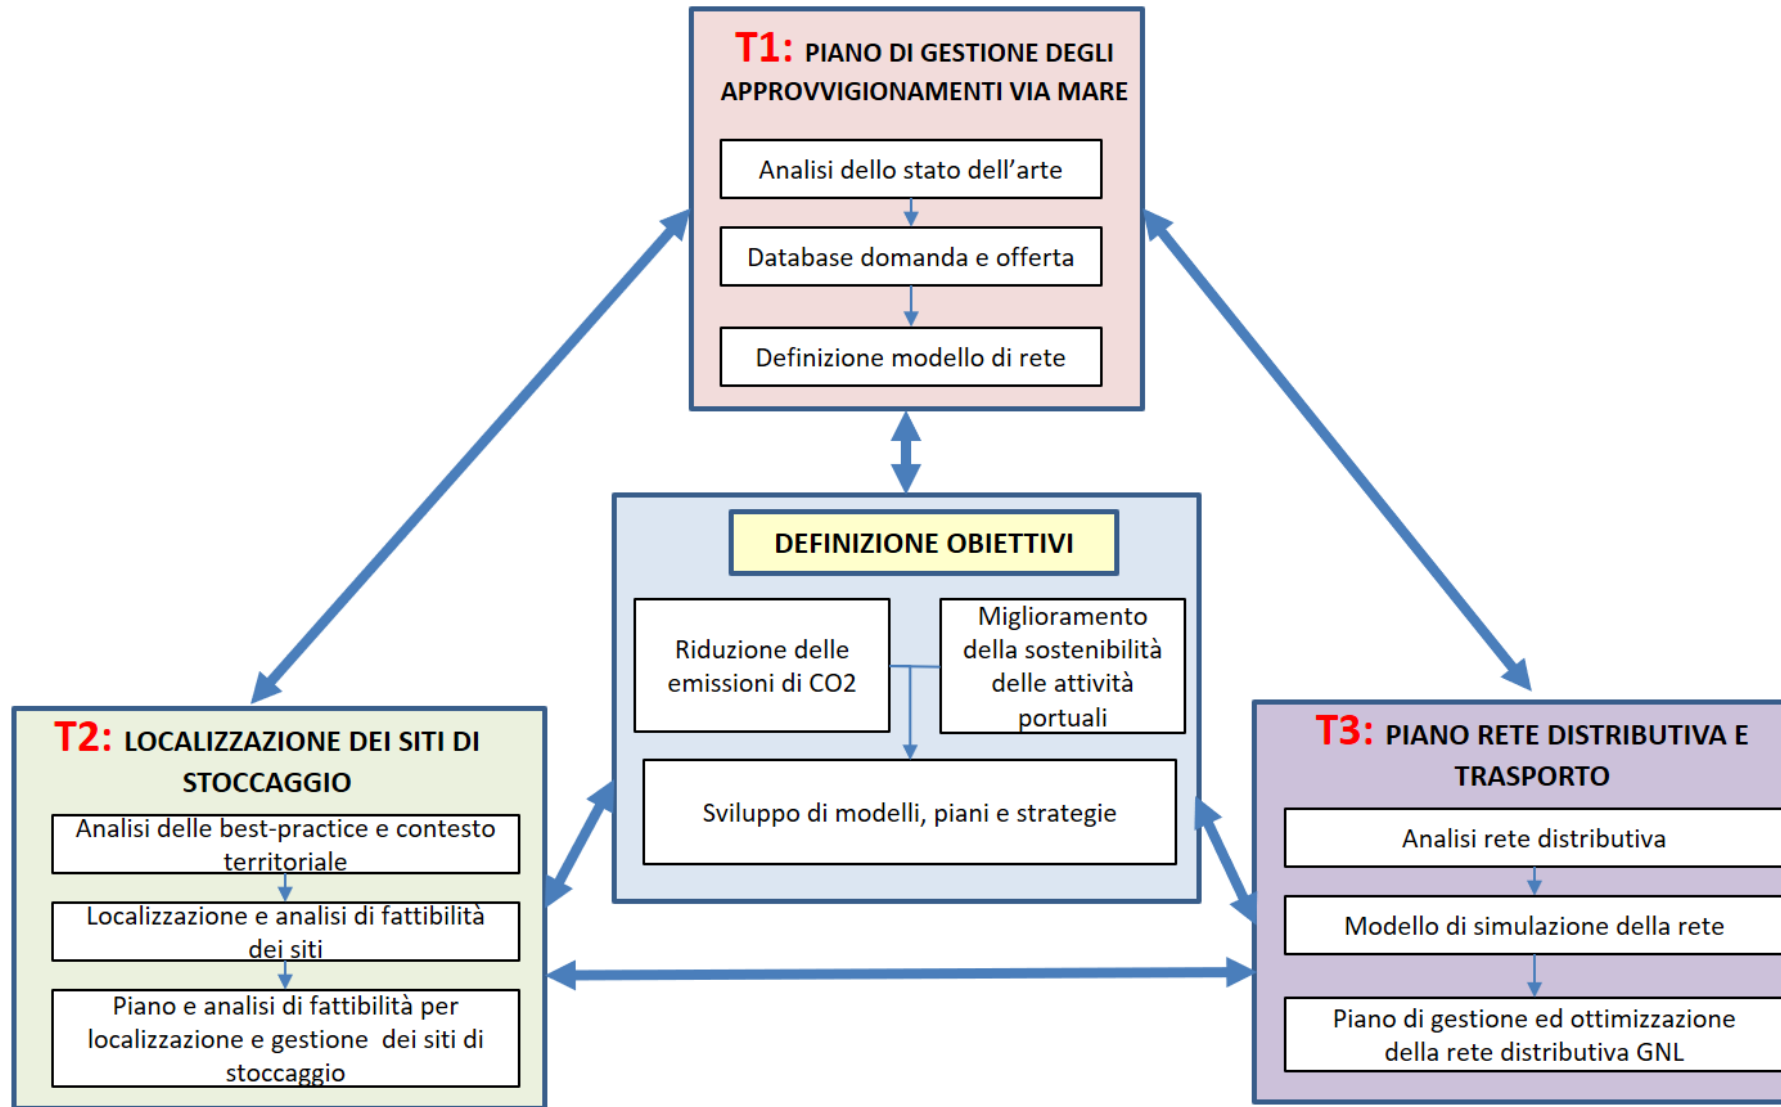 T1: PIANO DI GESTIONE DEGLI
APPROVVIGIONAMENTI VIA MARE
Analisi dello stato dell’arte
Database domanda e offerta
Definizione modello di rete
DEFINIZIONE OBIETTIVI
Riduzione delle
emissioni di CO2
Miglioramento
della sostenibilità
delle attività
portuali
Sviluppo di modelli, piani e strategie
T2: LOCALIZZAZIONE DEI SITI DI
STOCCAGGIO
Analisi delle best-practice e contesto
territoriale
Localizzazione e analisi di fattibilità
dei siti
Piano e analisi di fattibilità per
localizzazione e gestione dei siti di
stoccaggio
T3: PIANO RETE DISTRIBUTIVA E
TRASPORTO
Analisi rete distributiva
Modello di simulazione della rete
Piano di gestione ed ottimizzazione
della rete distributiva GNL